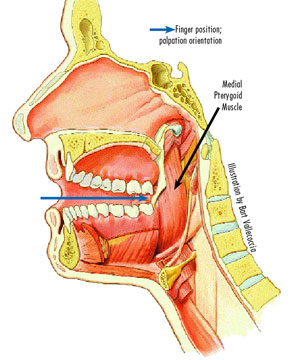 Finger position;
palpation orientation
Medial
Pterygoid
Muscle
Illustration by Bart Vallecoccia